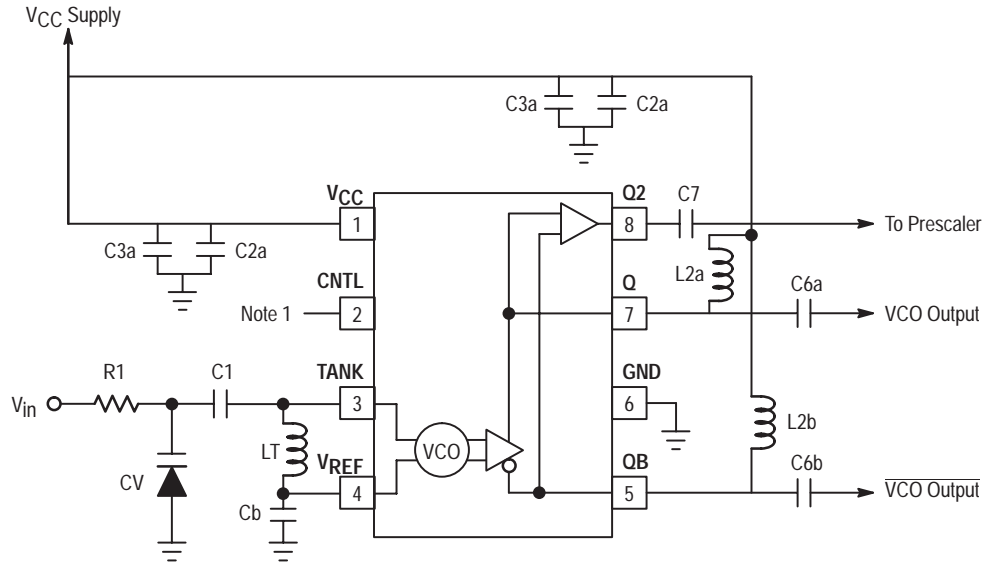 VCC Supply
C3a
C2a
VCC
1
Q2
8
C7
To Prescaler
C3a
C2a
L2a
CNTL
Note 1
2
Q
7
C6a
VCO Output
R1
C1
TANK
3
GND
6
Vin
LT
L2b
VCO
CV
VREF
4
QB
5
C6b
VCO Output
Cb